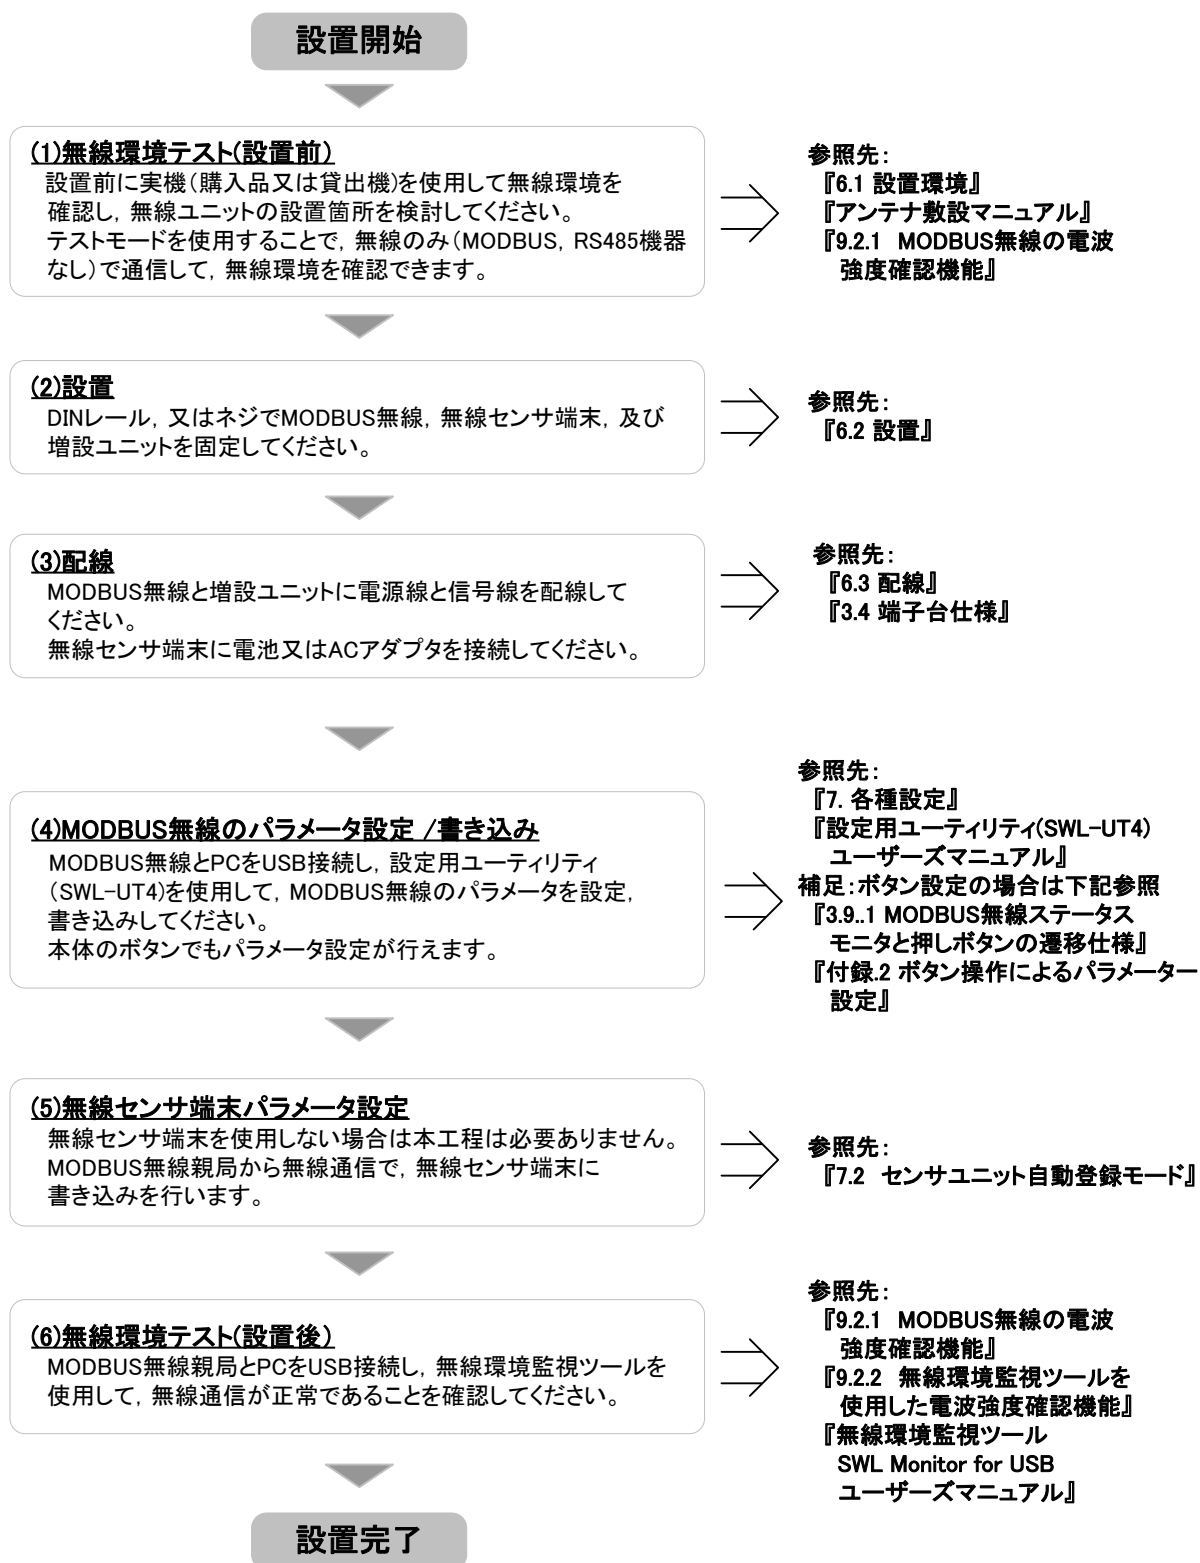 設置開始
(1)無線環境テスト(設置前)
設置前に実機(購入品又は貸出機)を使用して無線環境を
確認し，無線ユニットの設置箇所を検討してください。
テストモードを使用することで，無線のみ(MODBUS，RS485機器
なし)で通信して，無線環境を確認できます。
参照先：
『6.1 設置環境』
『アンテナ敷設マニュアル』
『9.2.1 MODBUS無線の電波
強度確認機能』
(2)設置
DINレール，又はネジでMODBUS無線，無線センサ端末，及び
増設ユニットを固定してください。
参照先：
『6.2 設置』
(3)配線
MODBUS無線と増設ユニットに電源線と信号線を配線して
ください。
無線センサ端末に電池又はACアダプタを接続してください。
参照先：
『6.3 配線』
『3.4 端子台仕様』
(4)MODBUS無線のパラメータ設定 /書き込み
MODBUS無線とPCをUSB接続し，設定用ユーティリティ
(SWL-UT4)を使用して，MODBUS無線のパラメータを設定，
書き込みしてください。
本体のボタンでもパラメータ設定が行えます。
参照先：
『7. 各種設定』
『設定用ユーティリティ(SWL-UT4)
ユーザーズマニュアル』
補足：ボタン設定の場合は下記参照
『3.9..1 MODBUS無線ステータス
モニタと押しボタンの遷移仕様』
『付録.2 ボタン操作によるパラメーター
設定』
(5)無線センサ端末パラメータ設定
無線センサ端末を使用しない場合は本工程は必要ありません。
MODBUS無線親局から無線通信で，無線センサ端末に
書き込みを行います。
参照先：
『7.2 センサユニット自動登録モード』
(6)無線環境テスト(設置後)
MODBUS無線親局とPCをUSB接続し，無線環境監視ツールを
使用して，無線通信が正常であることを確認してください。
参照先：
『9.2.1 MODBUS無線の電波
強度確認機能』
『9.2.2 無線環境監視ツールを
使用した電波強度確認機能』
『無線環境監視ツール
SWL Monitor for USB
ユーザーズマニュアル』
設置完了